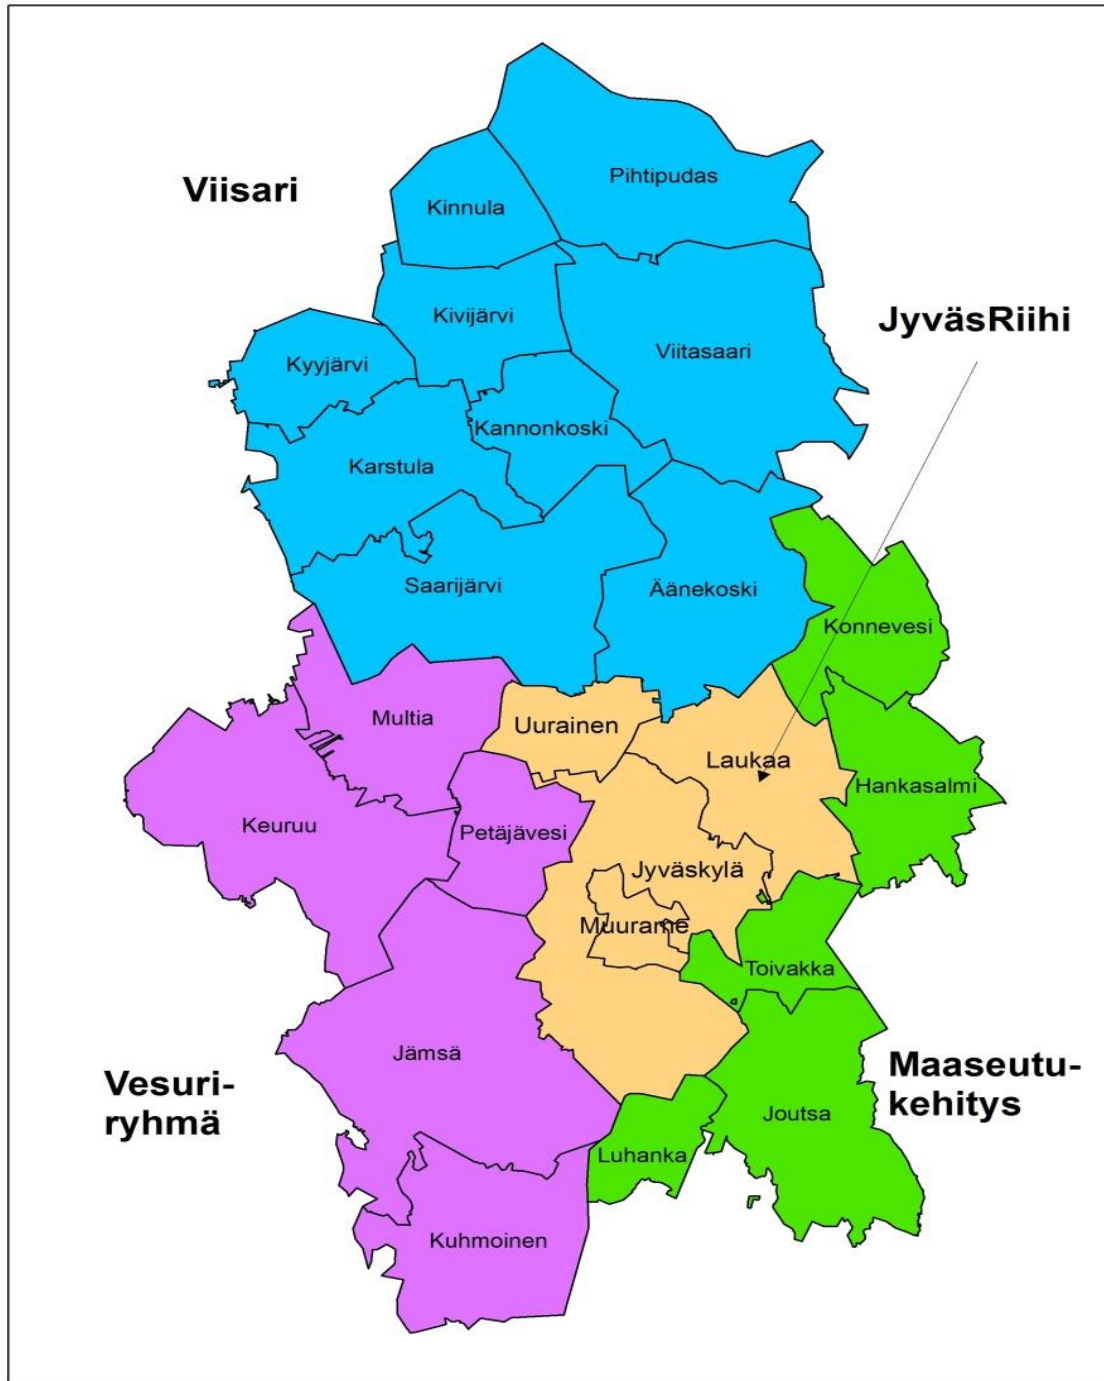 Pihtipudas
Viisari
Kinnula
JyväsRiihi
Kivijärvi
Viitasaari
Kyyjärvi
Kannonkoski
Karstula
Saarijärvi
Äänekoski
Konnevesi
Multia
Uurainen
Laukaa
Hankasalmi
Keuruu
Petäjävesi
Jyväskylä
Muurame
Toivakka
Jämsä
Maaseutu-
kehitys
Vesuri-
ryhmä
Joutsa
Luhanka
Kuhmoinen